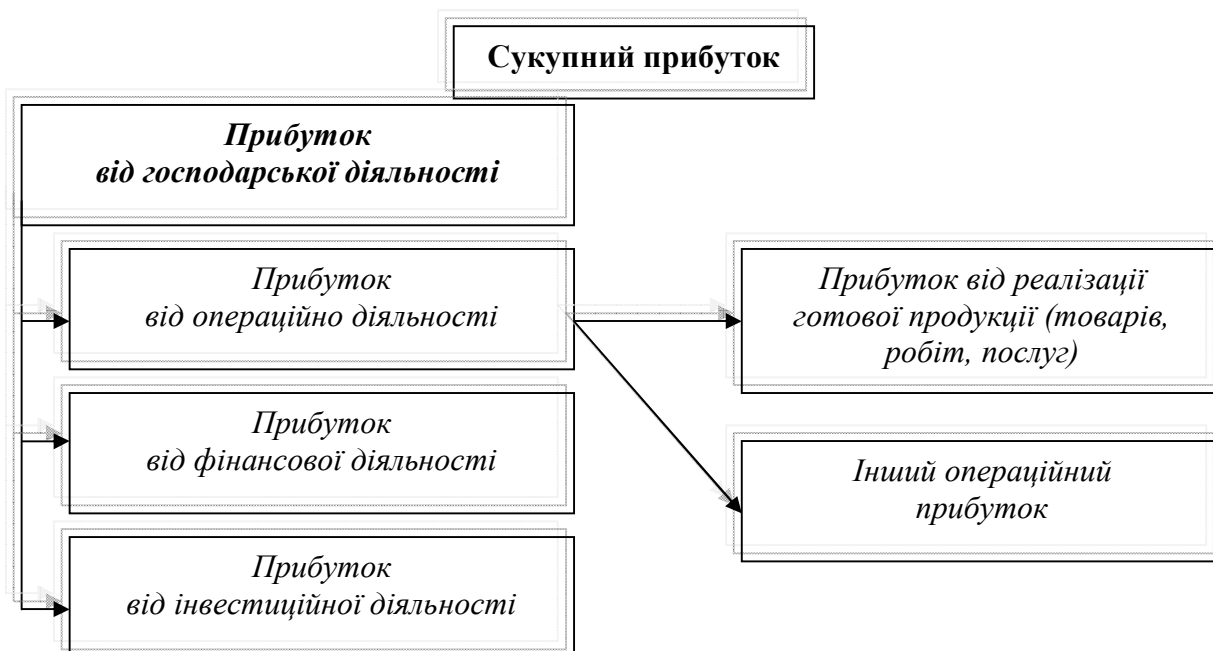 Сукупний прибуток
Прибуток
від господарської діяльності
Прибуток
від операційно діяльності
Прибуток від реалізації
готової продукції (товарів,
робіт, послуг)
Прибуток
від фінансової діяльності
Інший операційний
прибуток
Прибуток
від інвестиційної діяльності